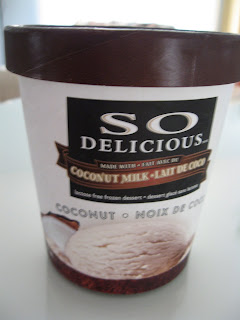 SO
DELICIOUS
MADE WITH • FAIT AVEC DU
COCONUT MILK • LAIT DE COCO
lactose free frozen dessert • dessert glacé sans lactose
COCONUT • NOIX DE COCO